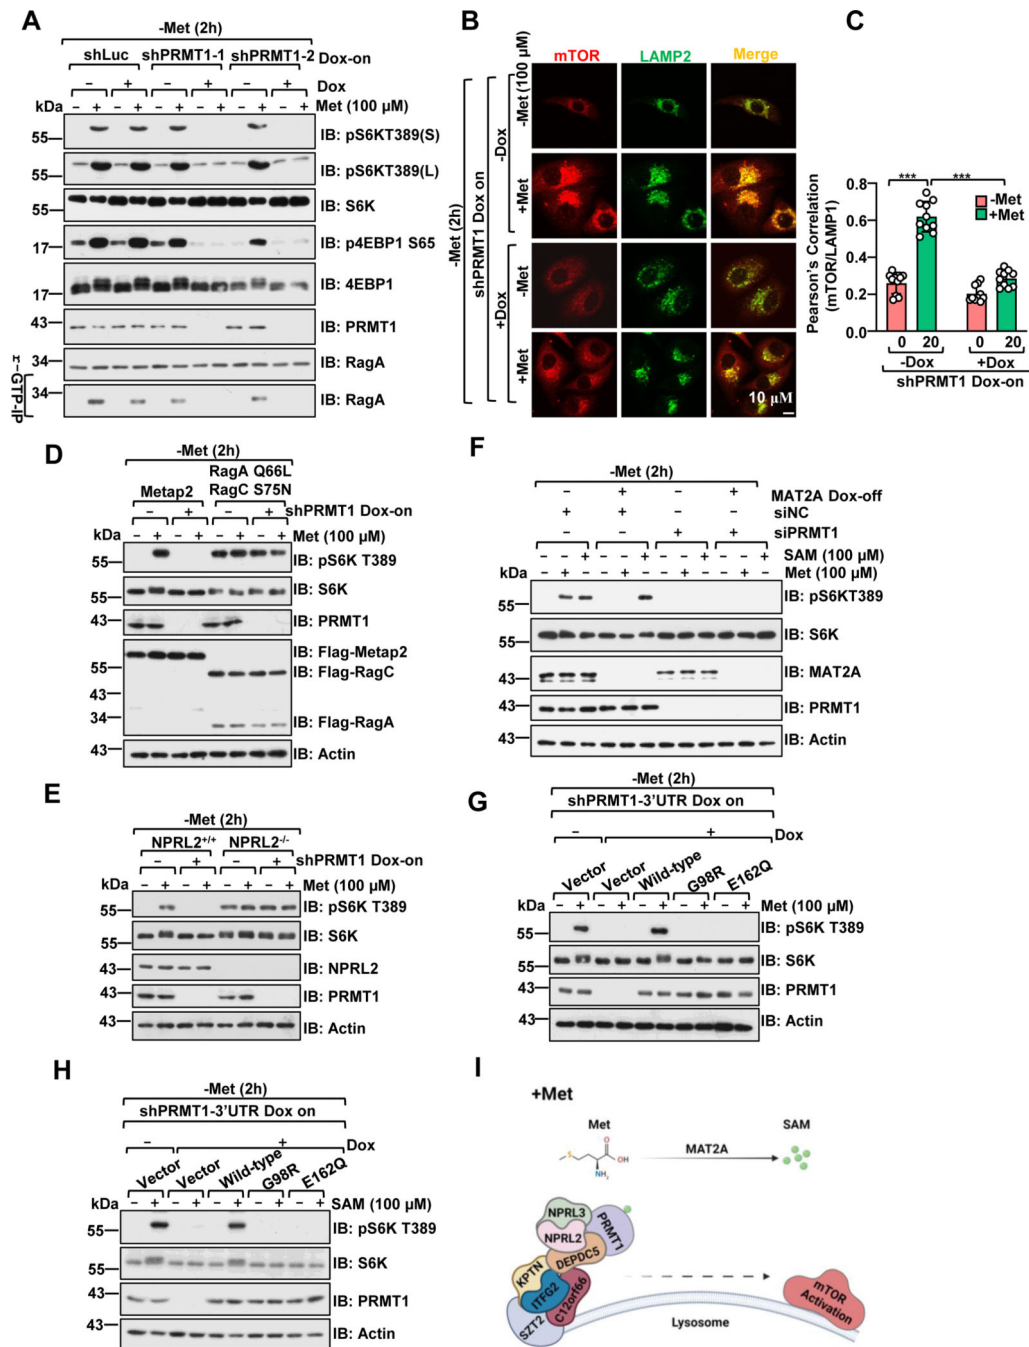 A
-Met (2h)
shLuc shPRMT1-1 shPRMT1-2 Dox-on
− + − + − + Dox
kDa − + − + − + − + − + − + Met (100 μM)
55 IB: pS6KT389(S)
55 IB: pS6KT389(L)
55 IB: S6K
17 IB: p4EBP1 S65
17 IB: 4EBP1
43 IB: PRMT1
34 IB: RagA
34 IB: RagA
r-GTP-IP
B
mTOR LAMP2 Merge
-Met (2h)
shPRMT1 Dox on
-Dox
+Dox
-Met (100 μM)
+Met
-Met
+Met
10 μM
C
Pearson's Correlation
(mTOR/LAMP1)
*** ***
-Met
+Met
0.8
0.6
0.4
0.2
0.0
0 20 0 20
-Dox +Dox
shPRMT1 Dox-on
D
-Met (2h)
RagA Q66L
Metap2 RagC S75N
− + − + shPRMT1 Dox-on
kDa − + − + − + − + Met (100 μM)
55 IB: pS6K T389
55 IB: S6K
43 IB: PRMT1
IB: Flag-Metap2
55 IB: Flag-RagC
43
34 IB: Flag-RagA
43 IB: Actin
E
-Met (2h)
NPRL2+/+ NPRL2-/-
− + − + shPRMT1 Dox-on
kDa − + − + − + − + Met (100 μM)
55 IB: pS6K T389
55 IB: S6K
43 IB: NPRL2
43 IB: PRMT1
43 IB: Actin
F
-Met (2h)
− + − + MAT2A Dox-off
+ + − − siNC
− − + + siPRMT1
− − + − − + − − + − − + SAM (100 μM)
kDa − + − − + − − + − − + − Met (100 μM)
55 IB: pS6KT389
55 IB: S6K
43 IB: MAT2A
43 IB: PRMT1
43 IB: Actin
G
-Met (2h)
shPRMT1-3'UTR Dox on
− + Dox
Vector Vector Wild-type G98R E162Q
kDa − + − + − + − + − + Met (100 μM)
55 IB: pS6K T389
55 IB: S6K
43 IB: PRMT1
43 IB: Actin
H
-Met (2h)
shPRMT1-3'UTR Dox on
− + Dox
Vector Vector Wild-type G98R E162Q
kDa − + − + − + − + − + SAM (100 μM)
55 IB: pS6K T389
55 IB: S6K
43 IB: PRMT1
43 IB: Actin
I
+Met
Met SAM
MAT2A
S O OH NH2
NPRL3
NPRL2
PRMT1
DEPDC5
KPTN
ITFG2
C12orf66
SZT2
Lysosome
mTOR
Activation